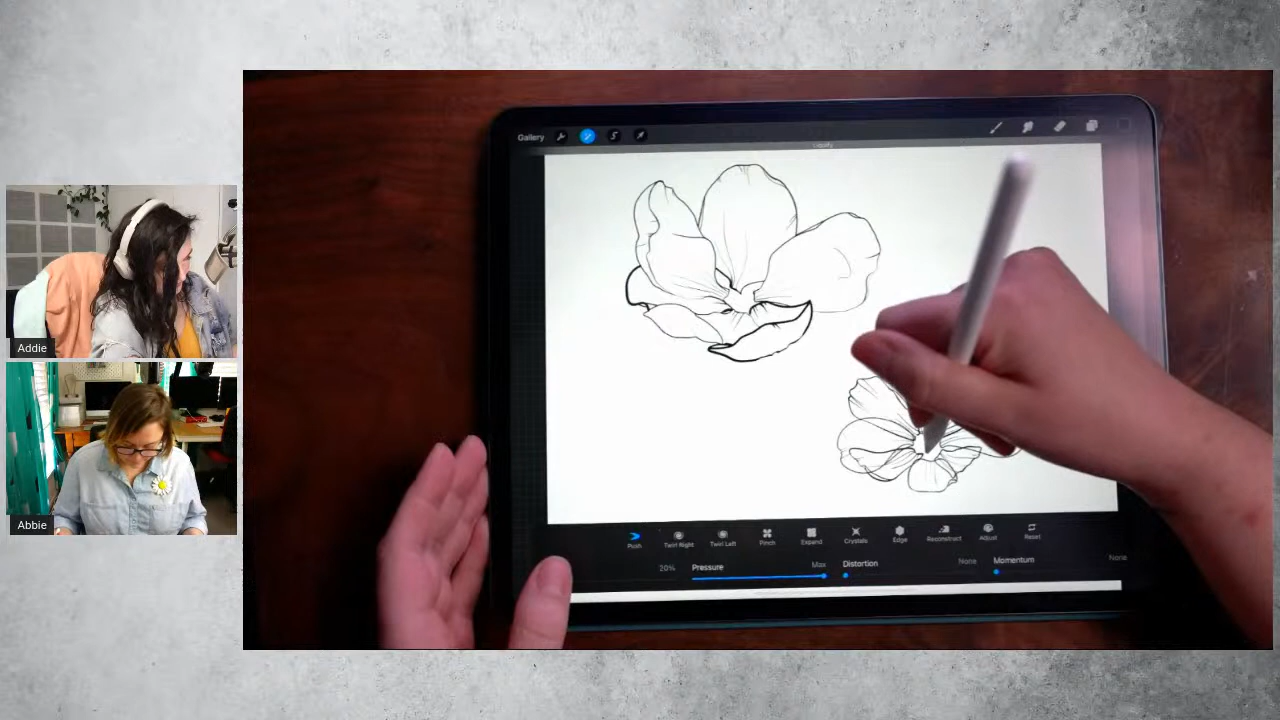 Gallery
Liquify
Addie
Abbie
Push Twirl Right Twirl Left Pinch Expand Crystals Edge Reconstruct Adjust Reset
20% Pressure Max Distortion None Momentum None